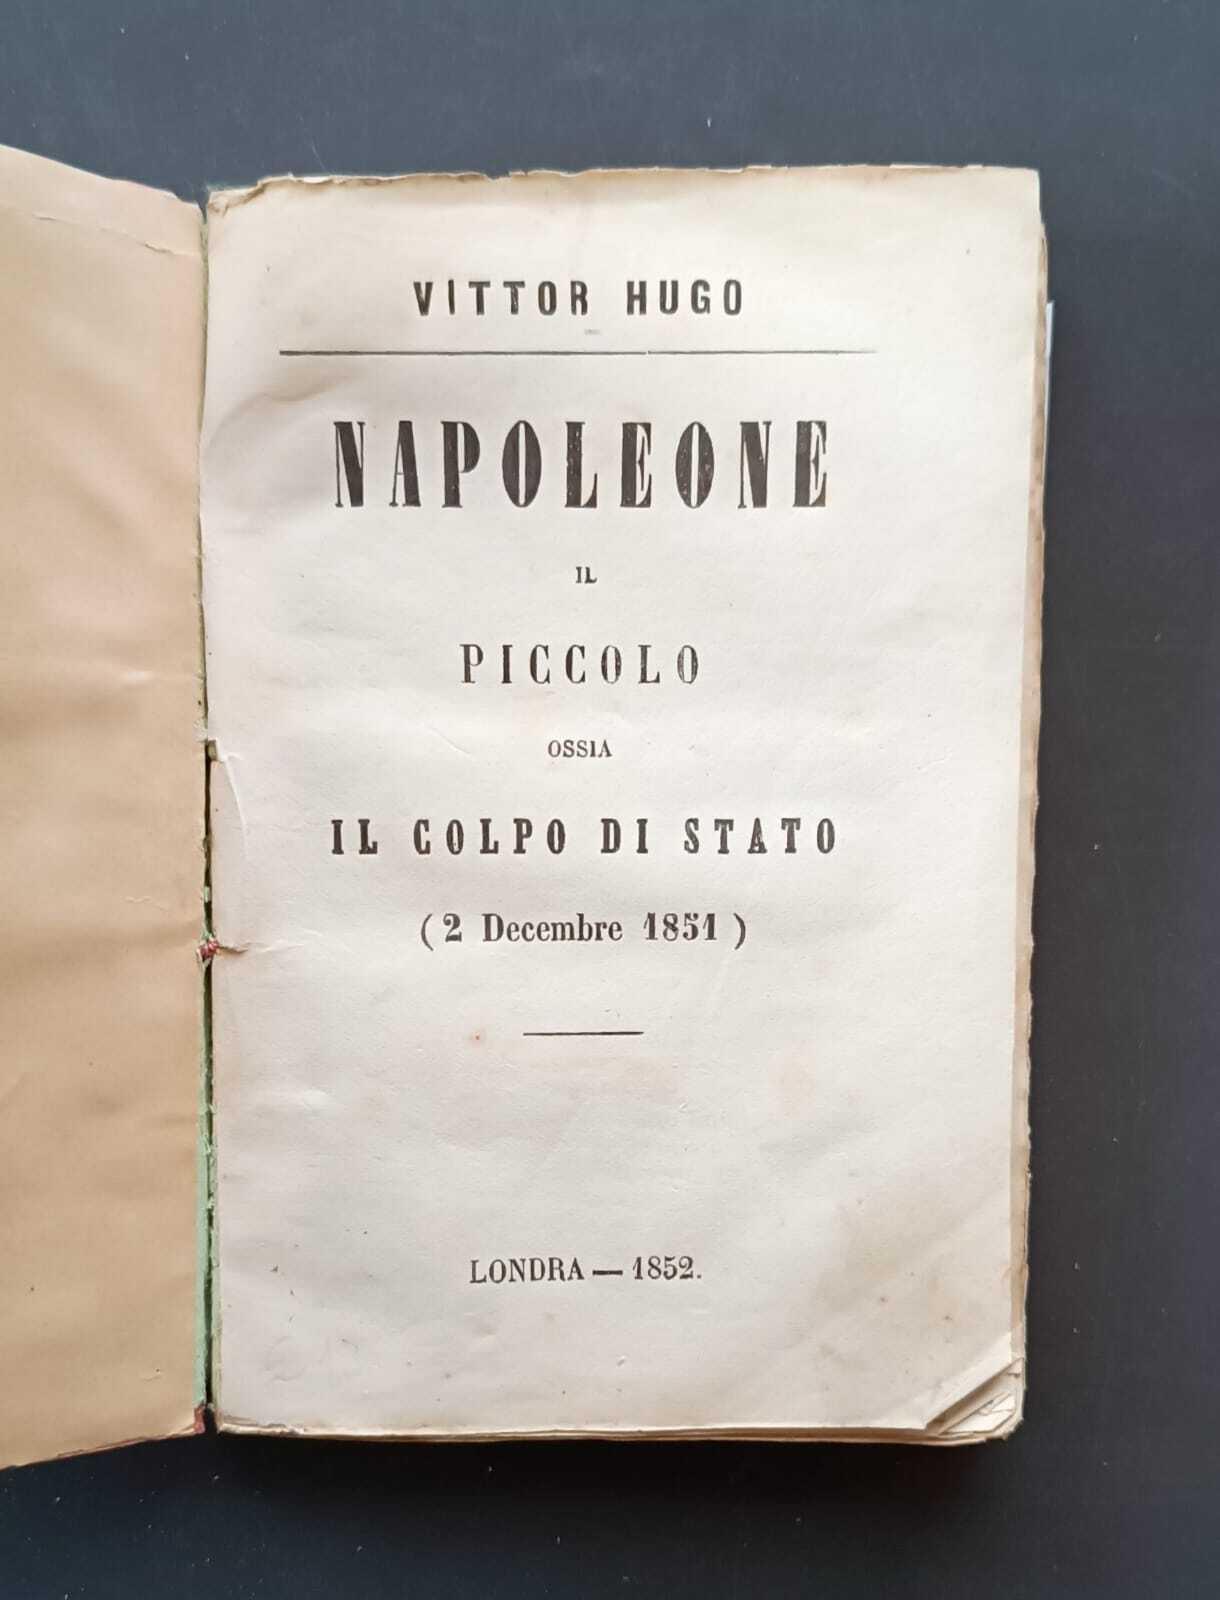 VITTOR HUGO
NAPOLEONE
IL
PICCOLO
OSSIA
IL COLPO DI STATO
( 2 Decembre 1851 )
LONDRA — 1852.